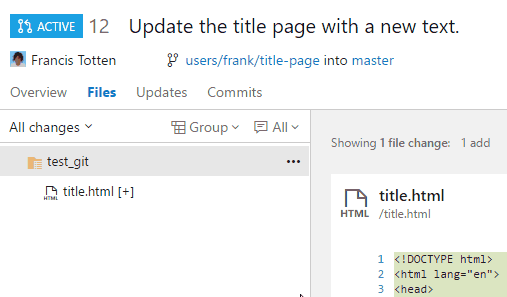 ACTIVE 12 Update the title page with a new text.
Francis Totten users/frank/title-page into master
Overview Files Updates Commits
All changes Group All
Showing 1 file change: 1 add
test_git ...
title.html [+]
HTML
title.html
/title.html
HTML
1 <!DOCTYPE html>
2 <html lang="en">
3 <head>